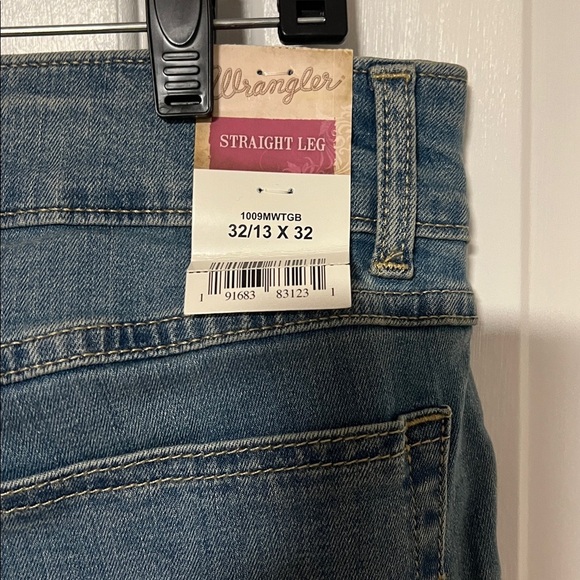 Wrangler
STRAIGHT LEG
1009MWTGB
32/13 X 32
1 91683 83123 1